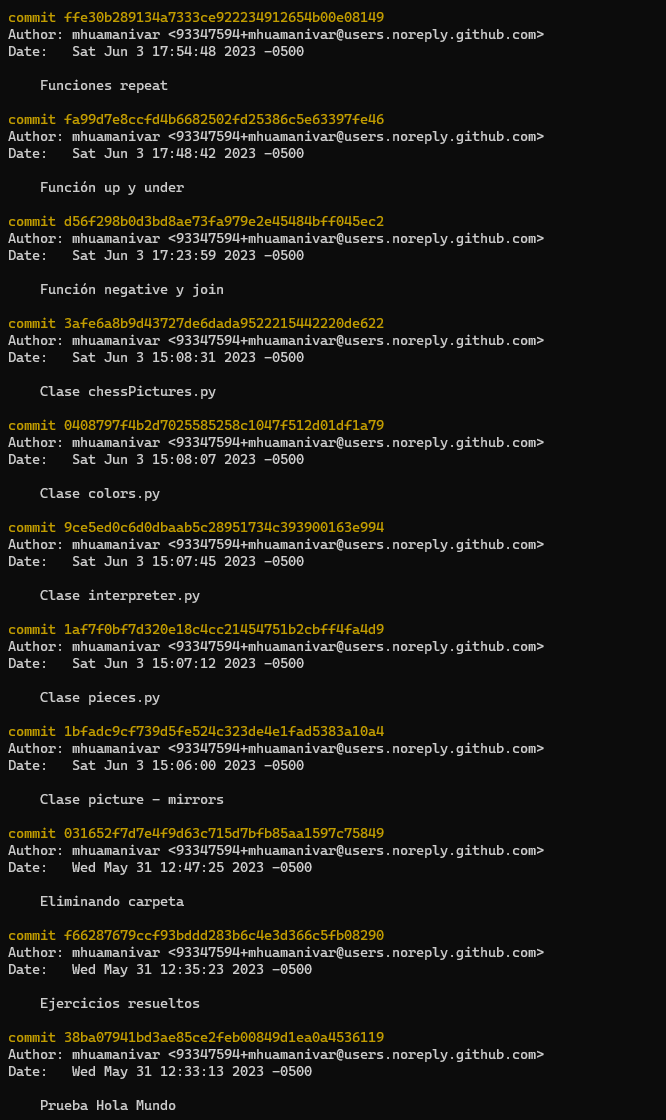 commit ffe30b289134a7333ce922234912654b00e08149
Author: mhuamanivar <93347594+mhuamanivar@users.noreply.github.com>
Date:   Sat Jun 3 17:54:48 2023 -0500
Funciones repeat
commit fa99d7e8ccfd4b6682502fd25386c5e63397fe46
Author: mhuamanivar <93347594+mhuamanivar@users.noreply.github.com>
Date:   Sat Jun 3 17:48:42 2023 -0500
Función up y under
commit d56f298b0d3bd8ae73fa979e2e45484bff045ec2
Author: mhuamanivar <93347594+mhuamanivar@users.noreply.github.com>
Date:   Sat Jun 3 17:23:59 2023 -0500
Función negative y join
commit 3afe6a8b9d43727de6dada9522215442220de622
Author: mhuamanivar <93347594+mhuamanivar@users.noreply.github.com>
Date:   Sat Jun 3 15:08:31 2023 -0500
Clase chessPictures.py
commit 0408797f4b2d7025585258c1047f512d01df1a79
Author: mhuamanivar <93347594+mhuamanivar@users.noreply.github.com>
Date:   Sat Jun 3 15:08:07 2023 -0500
Clase colors.py
commit 9ce5ed0c6d0dbaab5c28951734c393900163e994
Author: mhuamanivar <93347594+mhuamanivar@users.noreply.github.com>
Date:   Sat Jun 3 15:07:45 2023 -0500
Clase interpreter.py
commit 1af7f0bf7d320e18c4cc21454751b2cbff4fa4d9
Author: mhuamanivar <93347594+mhuamanivar@users.noreply.github.com>
Date:   Sat Jun 3 15:07:12 2023 -0500
Clase pieces.py
commit 1bfadc9cf739d5fe524c323de4e1fad5383a10a4
Author: mhuamanivar <93347594+mhuamanivar@users.noreply.github.com>
Date:   Sat Jun 3 15:06:00 2023 -0500
Clase picture - mirrors
commit 031652f7d7e4f9d63c715d7bfb85aa1597c75849
Author: mhuamanivar <93347594+mhuamanivar@users.noreply.github.com>
Date:   Wed May 31 12:47:25 2023 -0500
Eliminando carpeta
commit f66287679ccf93bddd283b6c4e3d366c5fb08290
Author: mhuamanivar <93347594+mhuamanivar@users.noreply.github.com>
Date:   Wed May 31 12:35:23 2023 -0500
Ejercicios resueltos
commit 38ba07941bd3ae85ce2feb00849d1ea0a4536119
Author: mhuamanivar <93347594+mhuamanivar@users.noreply.github.com>
Date:   Wed May 31 12:33:13 2023 -0500
Prueba Hola Mundo